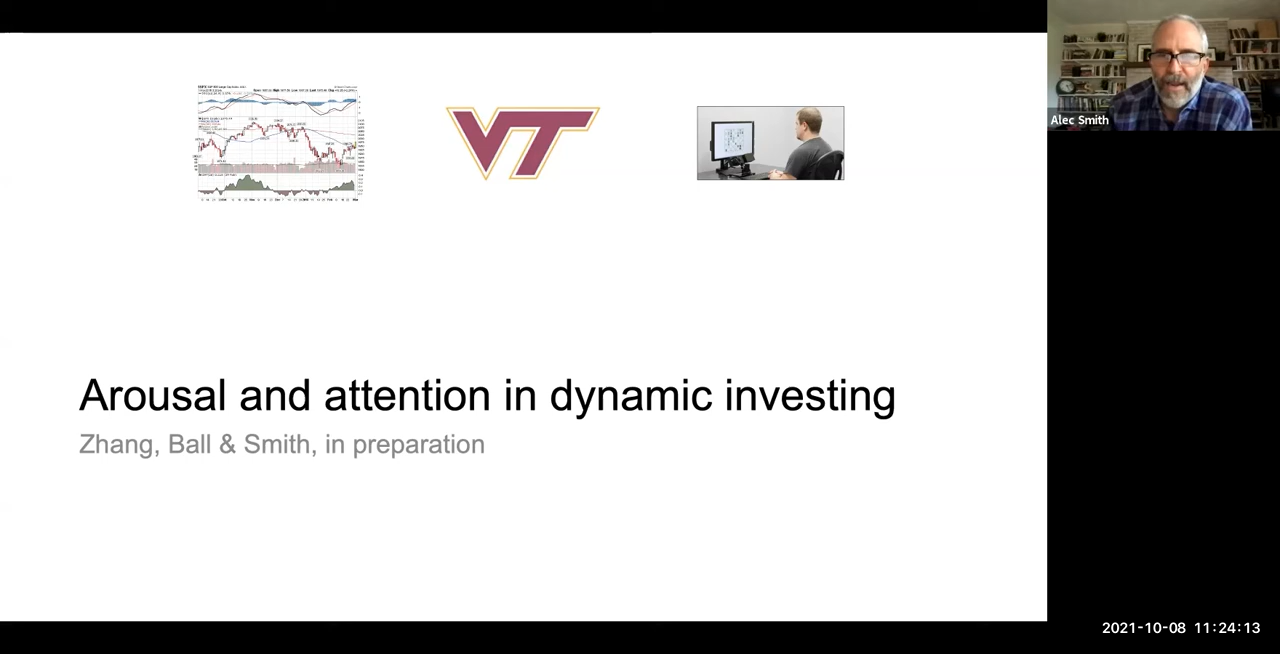 VT
Alec Smith
Arousal and attention in dynamic investing
Zhang, Ball & Smith, in preparation
2021-10-08 11:24:13